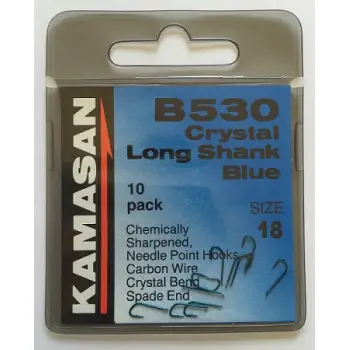 KAMASAN
B530
Crystal
Long Shank
Blue
10
pack
SIZE
18
Chemically
Sharpened,
Needle Point Hooks
Carbon Wire
Crystal Bend
Spade End